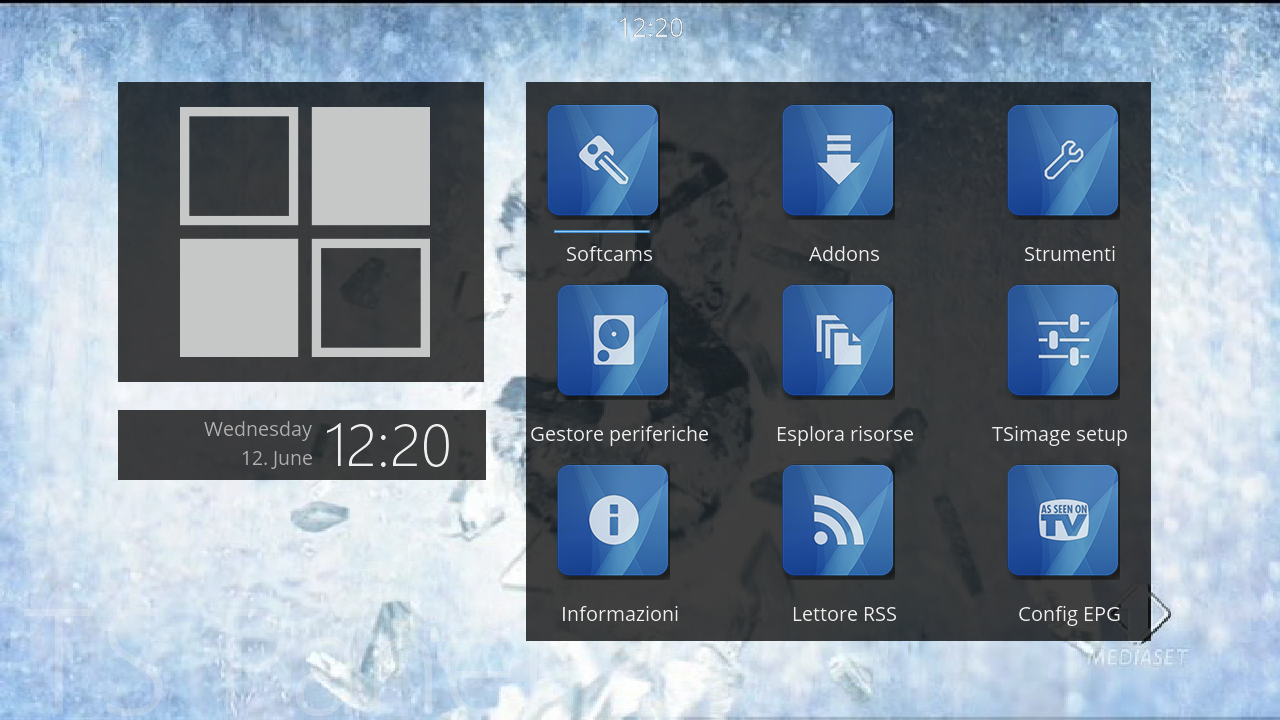 12:20
Softcams
Addons
Strumenti
Gestore periferiche
Esplora risorse
TSimage setup
Wednesday
12. June
12:20
AS SEEN ON
TV
Informazioni
Lettore RSS
Config EPG
MEDIASET